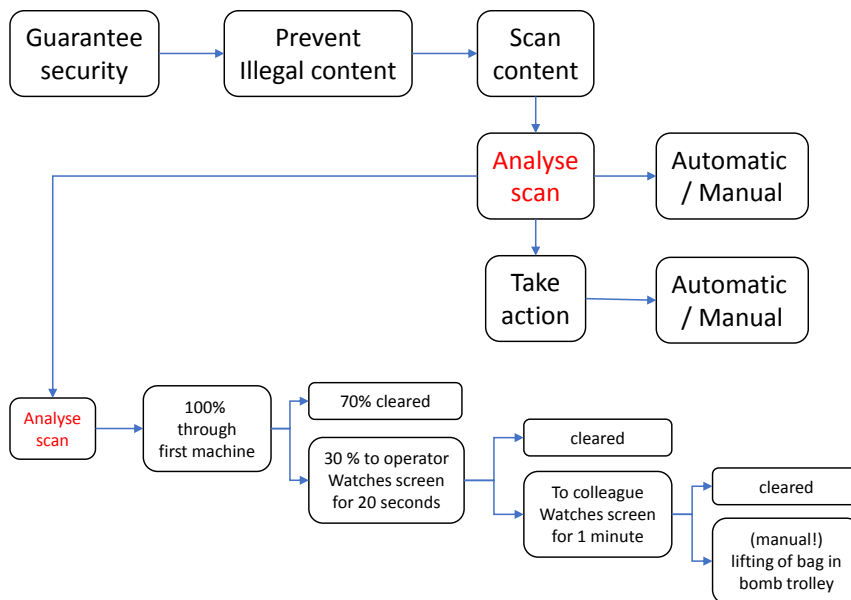 Guarantee
security
Prevent
Illegal content
Scan
content
Analyse
scan
Automatic
/ Manual
Take
action
Automatic
/ Manual
Analyse
scan
100%
through
first machine
70% cleared
30 % to operator
Watches screen
for 20 seconds
cleared
To colleague
Watches screen
for 1 minute
cleared
(manual!)
lifting of bag in
bomb trolley